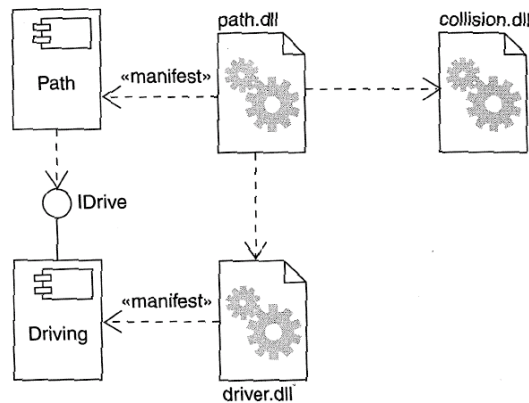 path.dll
collision.dll
«manifest»
Path
IDrive
«manifest»
Driving
driver.dll